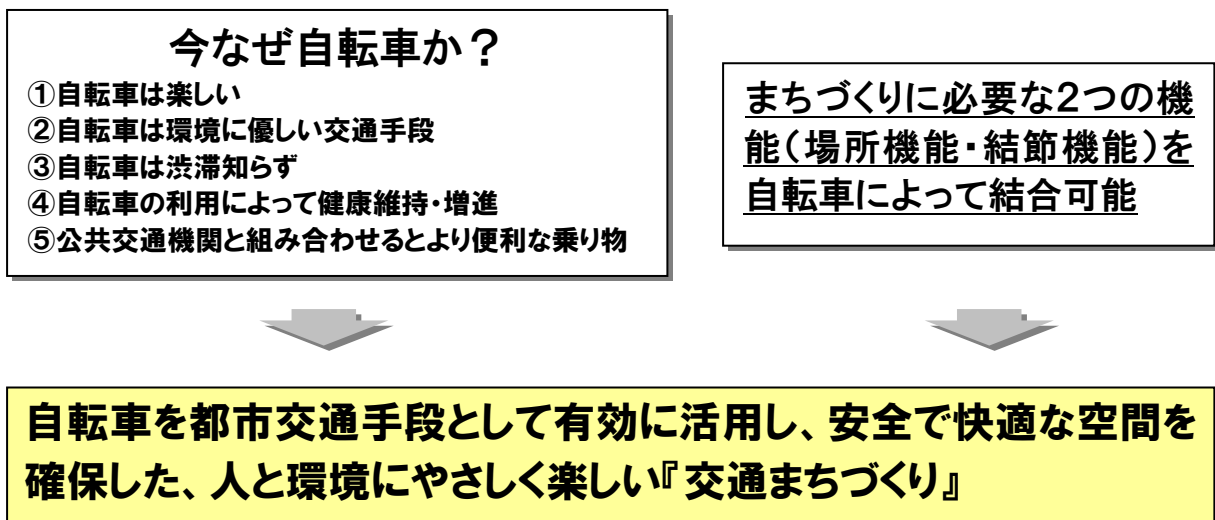 今なぜ自転車か？
①自転車は楽しい
②自転車は環境に優しい交通手段
③自転車は渋滞知らず
④自転車の利用によって健康維持・増進
⑤公共交通機関と組み合わせるとより便利な乗り物
まちづくりに必要な2つの機
能（場所機能・結節機能）を
自転車によって結合可能
自転車を都市交通手段として有効に活用し、安全で快適な空間を
確保した、人と環境にやさしく楽しい『交通まちづくり』